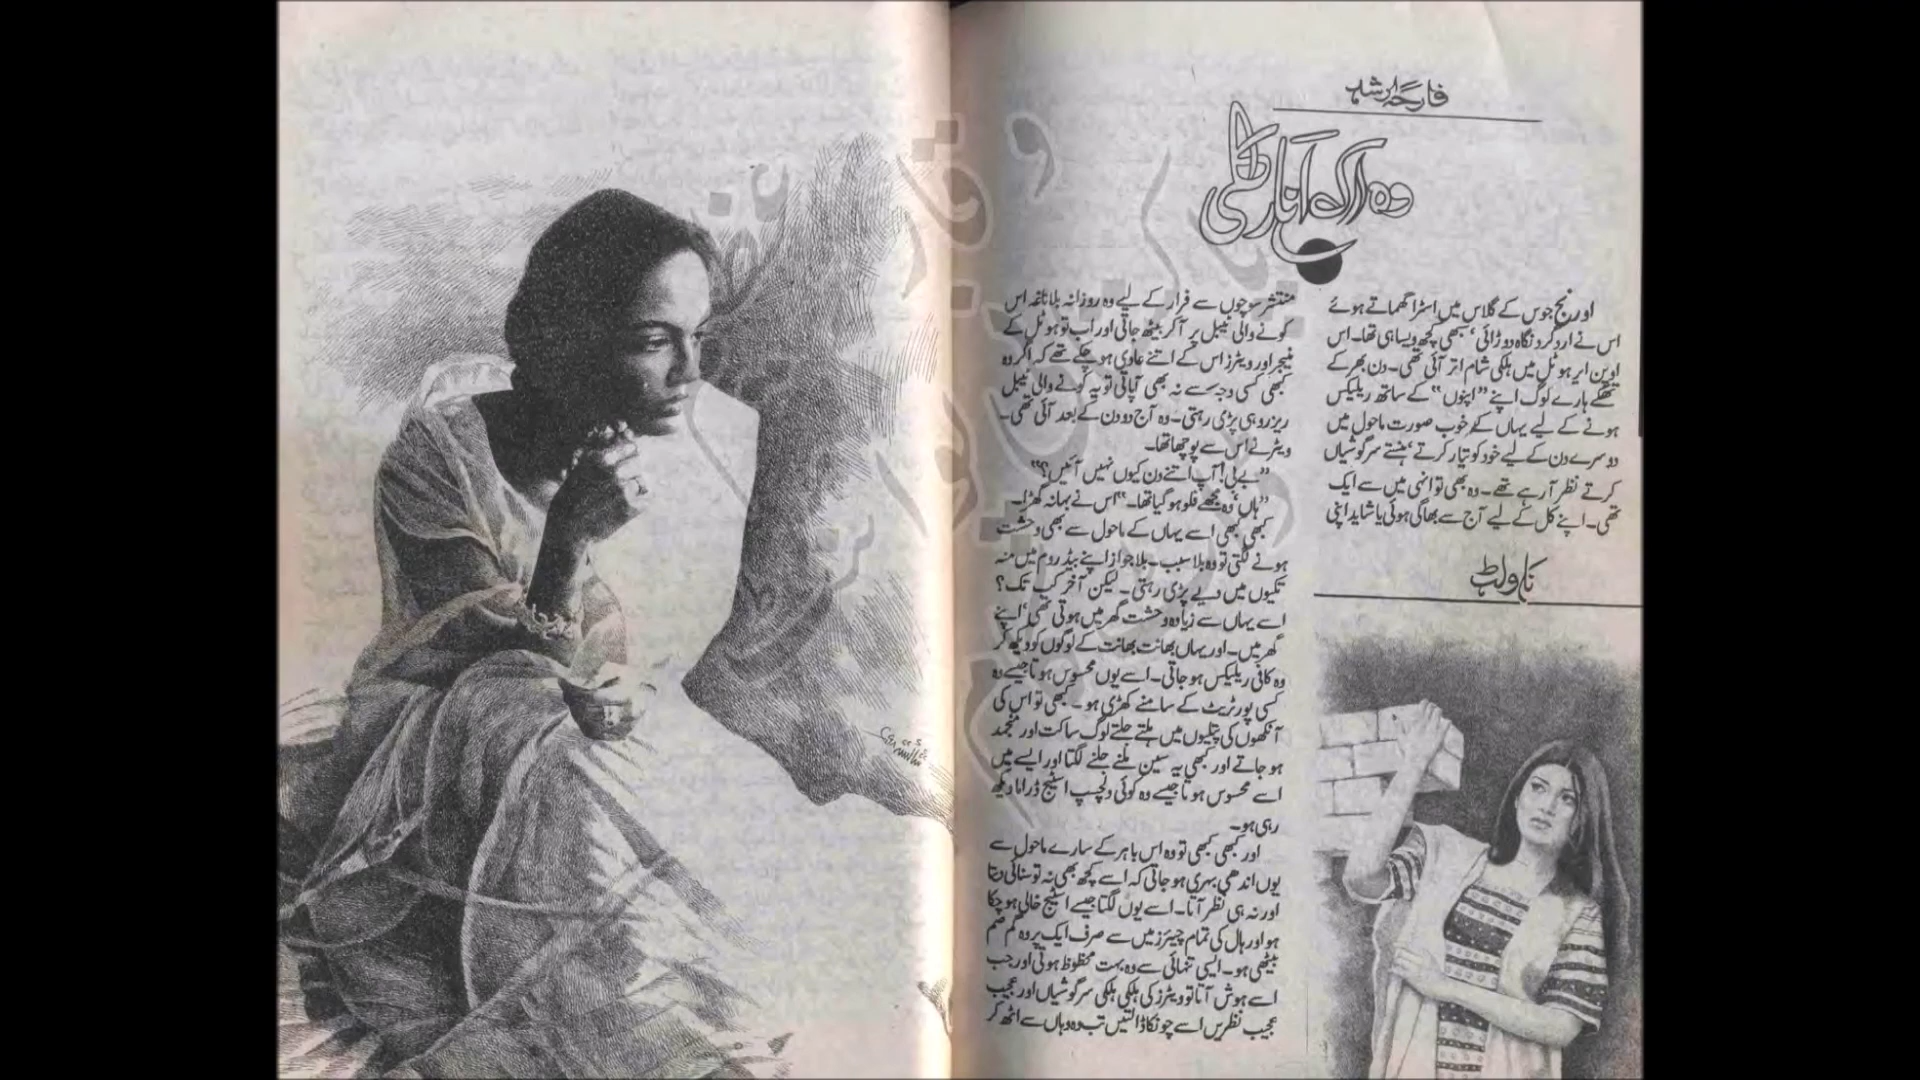 فارحہ ارشد
وہ اک اناڑی سی
اورنج جوس کے گلاس میں اسٹرا گھماتے ہوئے
اس نے ارد گرد نگاہ دوڑائی، سبھی کچھ ویسا ہی تھا۔ اس
اوپن ایر ہوٹل میں ہلکی شام اتر آئی تھی۔ دن بھر کے
تھکے ہارے لوگ اپنے ”اپنوں“ کے ساتھ ریلیکس
ہونے کے لیے یہاں کے خوب صورت ماحول میں
دوسرے دن کے لیے خود کو تیار کرتے، ہنستے سرگوشیاں
کرتے نظر آ رہے تھے۔ وہ بھی تو انہی میں سے ایک
تھی۔ اپنے کل کے لیے آج سے بھاگی ہوئی یا شاید اپنی
ناولٹ
منتشر سوچوں سے فرار کے لیے وہ روزانہ بلاناغہ اس
کونے والی ٹیبل پر آ کر بیٹھ جاتی اور اب تو ہوٹل کے
منیجر اور ویٹرز اس کے اتنے عادی ہو چکے تھے کہ اگر وہ
کبھی کسی وجہ سے نہ بھی آ پاتی تو یہ کونے والی ٹیبل
ریزرو ہی پڑی رہتی۔ وہ آج دو دن کے بعد آئی تھی۔
ویٹر نے اس سے پوچھا تھا۔
”بے بی! آپ اتنے دن کیوں نہیں آئیں؟“
”ہاں، وہ مجھے فلو ہو گیا تھا۔“ اس نے بہانہ گھڑا۔
کبھی کبھی اسے یہاں کے ماحول سے بھی وحشت
ہونے لگتی تو وہ بلا سبب۔ بلا جواز اپنے بیڈ روم میں منہ
تکیوں میں دیے پڑی رہتی۔ لیکن آخر کب تک؟
اسے یہاں سے زیادہ وحشت گھر میں ہوتی تھی، اپنے
گھر میں۔ اور یہاں بھانت بھانت کے لوگوں کو دیکھ کر
وہ کافی ریلیکس ہو جاتی۔ اسے یوں محسوس ہوتا جیسے وہ
کسی پورٹریٹ کے سامنے کھڑی ہو۔ کبھی تو اس کی
آنکھوں کی پتلیوں میں ہلتے جلتے لوگ ساکت اور منجمد
ہو جاتے اور کبھی یہ سین ہلنے جلنے لگتا اور ایسے میں
اسے محسوس ہوتا جیسے وہ کوئی دلچسپ اسٹیج ڈراما دیکھ
رہی ہو۔
اور کبھی کبھی تو وہ اس باہر کے سارے ماحول سے
یوں اندھی بہری ہو جاتی کہ اسے کچھ بھی نہ تو سنائی دیتا
اور نہ ہی نظر آتا۔ اسے یوں لگتا جیسے اسٹیج خالی ہو چکا
ہو اور ہال کی تمام چیئرز میں سے صرف ایک پر وہ گم صم
بیٹھی ہو۔ ایسی تنہائی سے وہ بہت محظوظ ہوتی اور جب
اسے ہوش آتا تو ویٹرز کی ہلکی ہلکی سرگوشیاں اور عجیب
عجیب نظریں اسے چونکا ڈالتیں تب وہ وہاں سے اٹھ کر